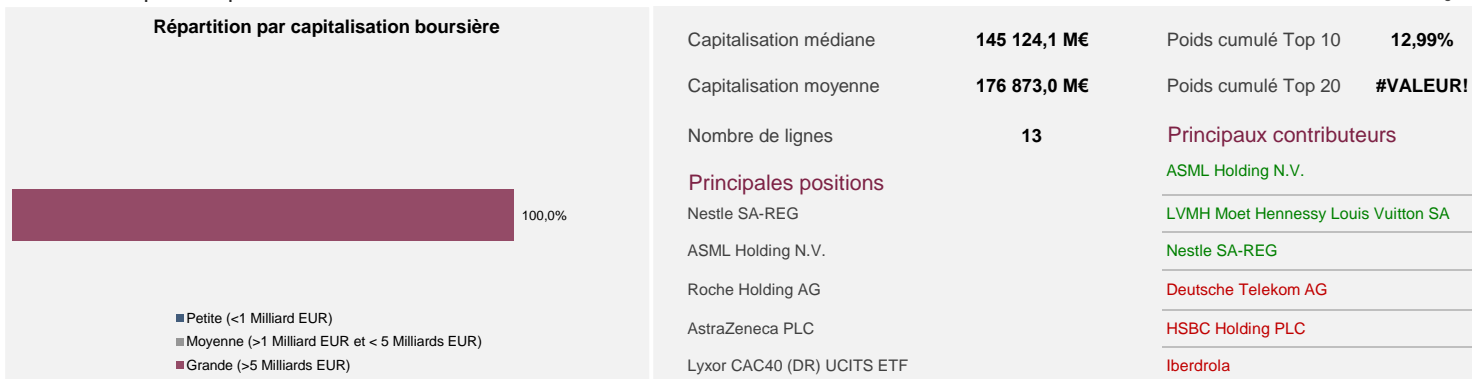 Répartition par capitalisation boursière
100,0%
Petite (<1 Milliard EUR)
Moyenne (>1 Milliard EUR et < 5 Milliards EUR)
Grande (>5 Milliards EUR)
Capitalisation médiane 145 124,1 M€
Capitalisation moyenne 176 873,0 M€
Nombre de lignes 13
Principales positions
Nestle SA-REG
ASML Holding N.V.
Roche Holding AG
AstraZeneca PLC
Lyxor CAC40 (DR) UCITS ETF
Poids cumulé Top 10 12,99%
Poids cumulé Top 20 #VALEUR!
Principaux contributeurs
ASML Holding N.V.
LVMH Moet Hennessy Louis Vuitton SA
Nestle SA-REG
Deutsche Telekom AG
HSBC Holding PLC
Iberdrola